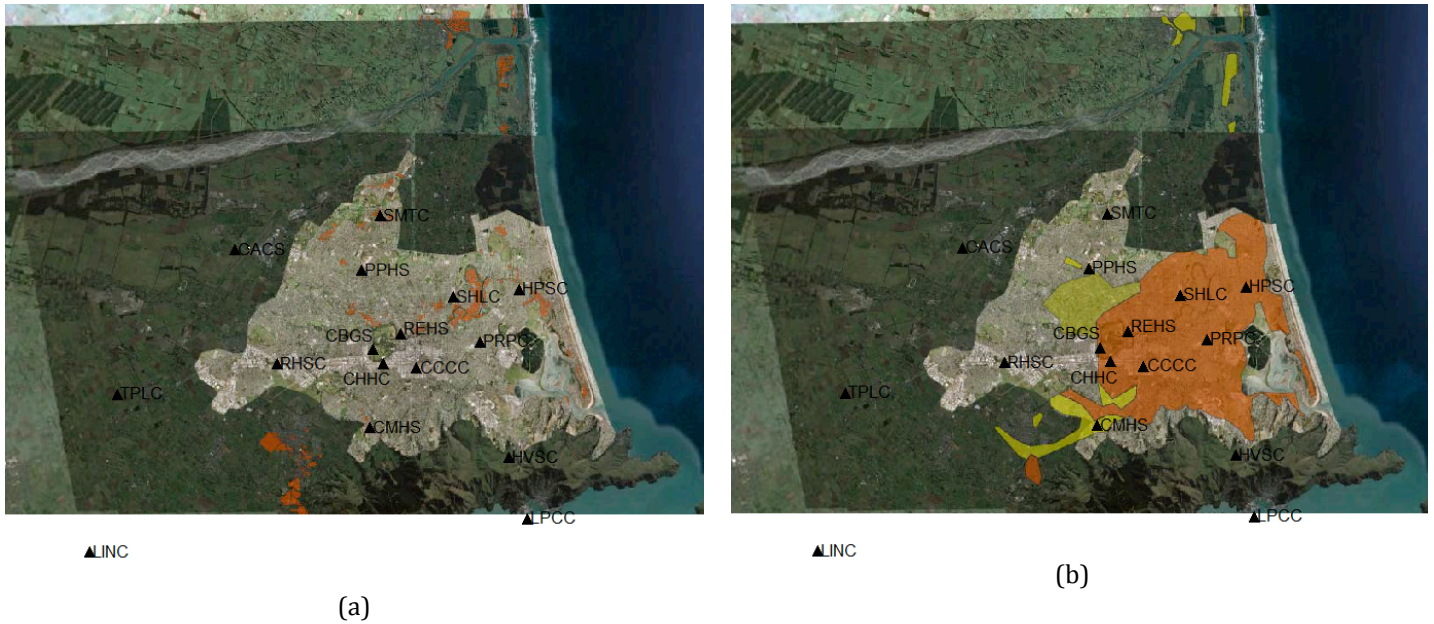 SMTC
CACS
PPHS
SHLC
HPSC
CBGS
REHS
PRPC
RHSC
CHHC
CCCC
TPLC
CMHS
HVSC
LPCC
LINC
(a)
SMTC
CACS
PPHS
SHLC
HPSC
CBGS
REHS
PRPC
RHSC
CHHC
CCCC
TPLC
CMHS
HVSC
LPCC
LINC
(b)